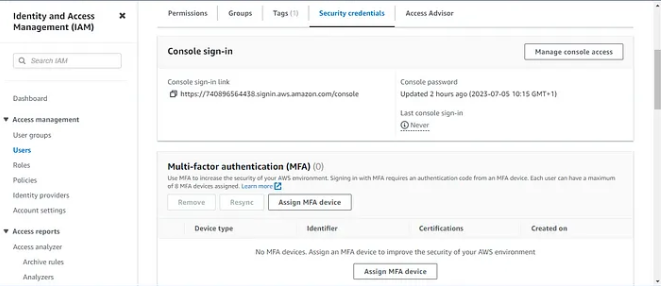 Identity and Access
Management (IAM)
Search IAM
Dashboard
Access management
User groups
Users
Roles
Policies
Identity providers
Account settings
Access reports
Access analyzer
Archive rules
Analyzers
Permissions Groups Tags (1) Security credentials Access Advisor
Console sign-in
Manage console access
Console sign-in link
https://740896564438.signin.aws.amazon.com/console
Console password
Updated 2 hours ago (2023-07-05 10:15 GMT+1)
Last console sign-in
Never
Multi-factor authentication (MFA) (0)
Use MFA to increase the security of your AWS environment. Signing in with MFA requires an authentication code from an MFA device. Each user can have a maximum
of 8 MFA devices assigned. Learn more
Remove Resync Assign MFA device
Device type Identifier Certifications Created on
No MFA devices. Assign an MFA device to improve the security of your AWS environment
Assign MFA device